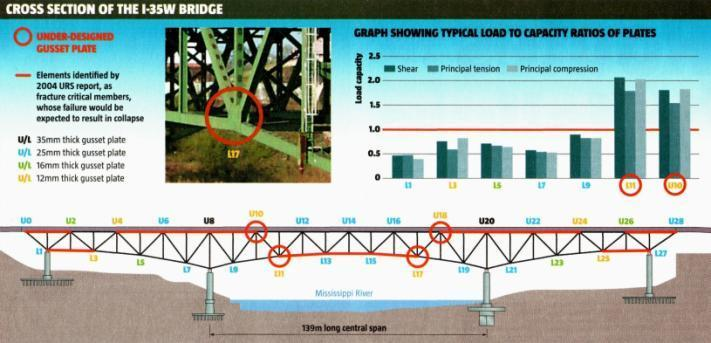 CROSS SECTION OF THE I-35W BRIDGE
UNDER-DESIGNED
GUSSET PLATE
Elements identified by
2004 URS report, as
fracture critical members,
whose failure would be
expected to result in collapse
U/L 35mm thick gusset plate
U/L 25mm thick gusset plate
U/L 16mm thick gusset plate
U/L 12mm thick gusset plate
L17
GRAPH SHOWING TYPICAL LOAD TO CAPACITY RATIOS OF PLATES
Load capacity
2.5
2.0
1.5
1.0
0.5
0
Shear Principal tension Principal compression
L1 L3 L5 L7 L9 L11 U10
U0 U2 U4 U6 U8 U10 U12 U14 U16 U18 U20 U22 U24 U26 U28
L1 L3 L5 L7 L9 L11 L13 L15 L17 L19 L21 L23 L25 L27
Mississippi River
139m long central span